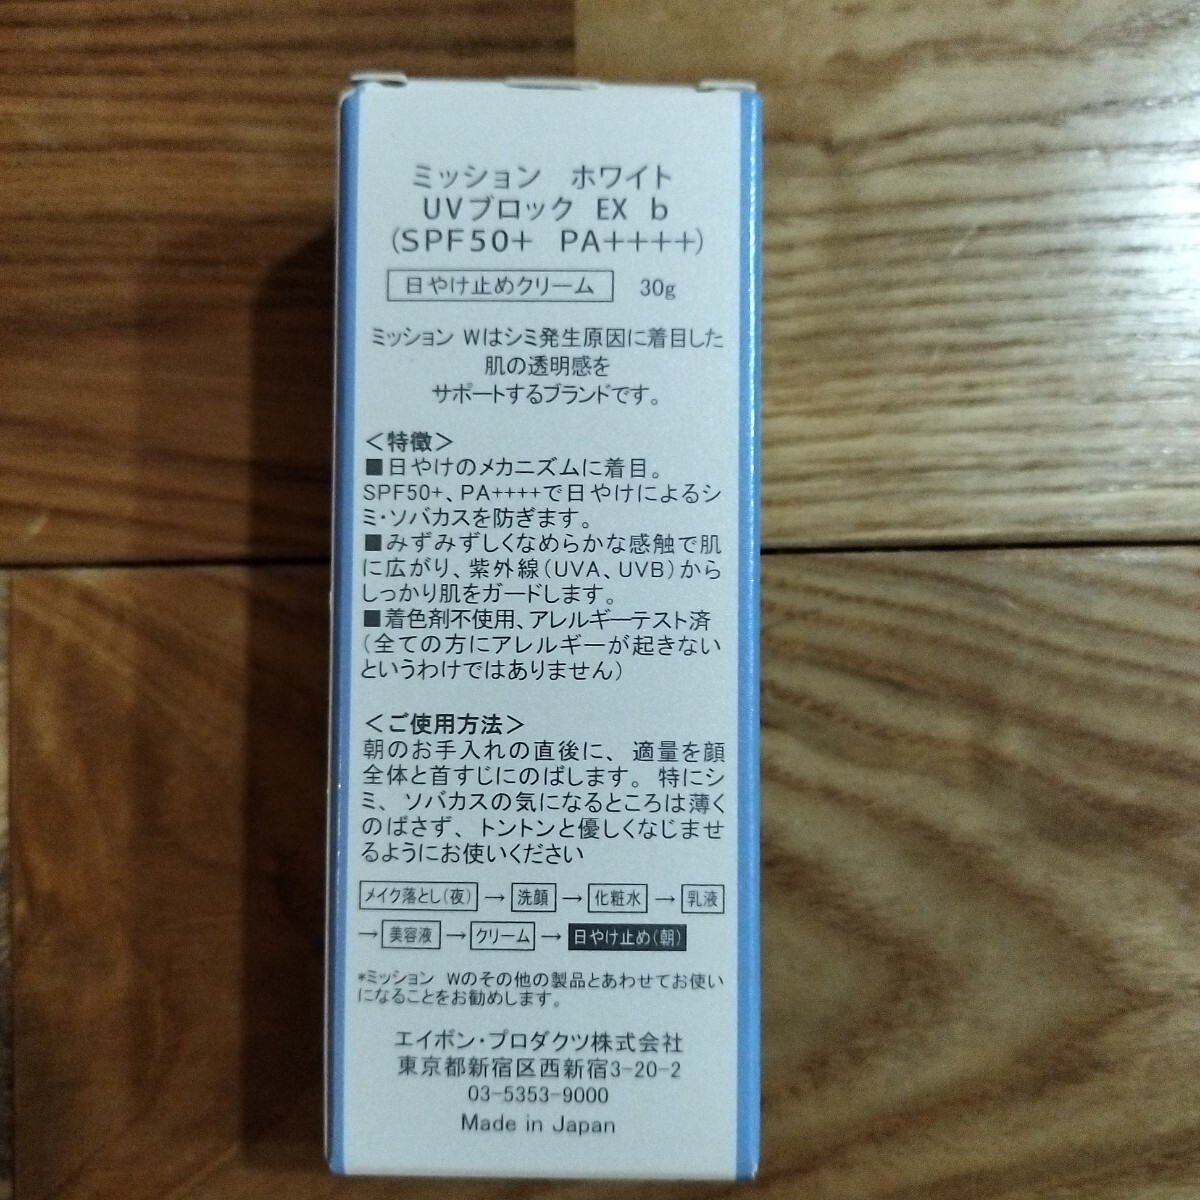 ミッション ホワイト
UVブロック EX b
(SPF50+ PA++++)
日やけ止めクリーム 30g
ミッション Wはシミ発生原因に着目した
肌の透明感を
サポートするブランドです。
＜特徴＞
■日やけのメカニズムに着目。
SPF50+、PA++++で日やけによるシ
ミ・ソバカスを防ぎます。
■みずみずしくなめらかな感触で肌
に広がり、紫外線(UVA、UVB)から
しっかり肌をガードします。
■着色剤不使用、アレルギーテスト済
(全ての方にアレルギーが起きない
というわけではありません)
＜ご使用方法＞
朝のお手入れの直後に、適量を顔
全体と首すじにのばします。特にシ
ミ、ソバカスの気になるところは薄く
のばさず、トントンと優しくなじませ
るようにお使いください
メイク落とし(夜) → 洗顔 → 化粧水 → 乳液
→ 美容液 → クリーム → 日やけ止め(朝)
*ミッション Wのその他の製品とあわせてお使い
になることをお勧めします。
エイボン・プロダクツ株式会社
東京都新宿区西新宿3-20-2
03-5353-9000
Made in Japan